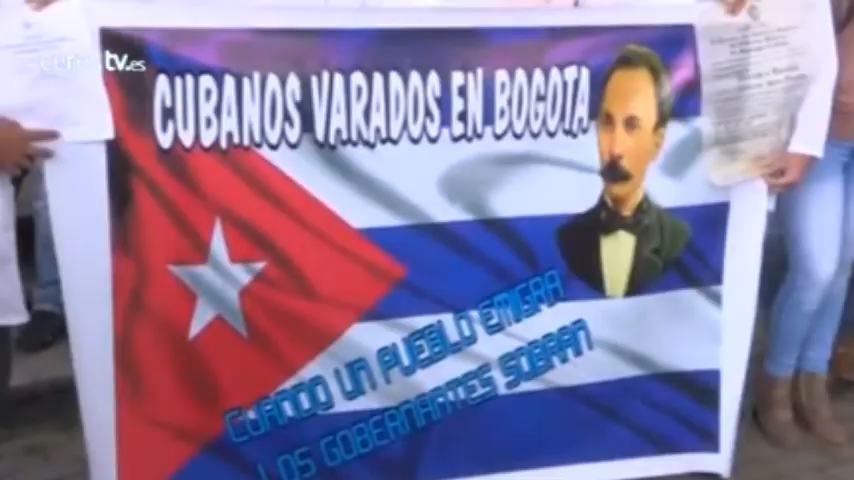 tv.es
CUBANOS VARADOS EN BOGOTA
CUANDO UN PUEBLO EMIGRA
LOS GOBERNANTES SOBRAN